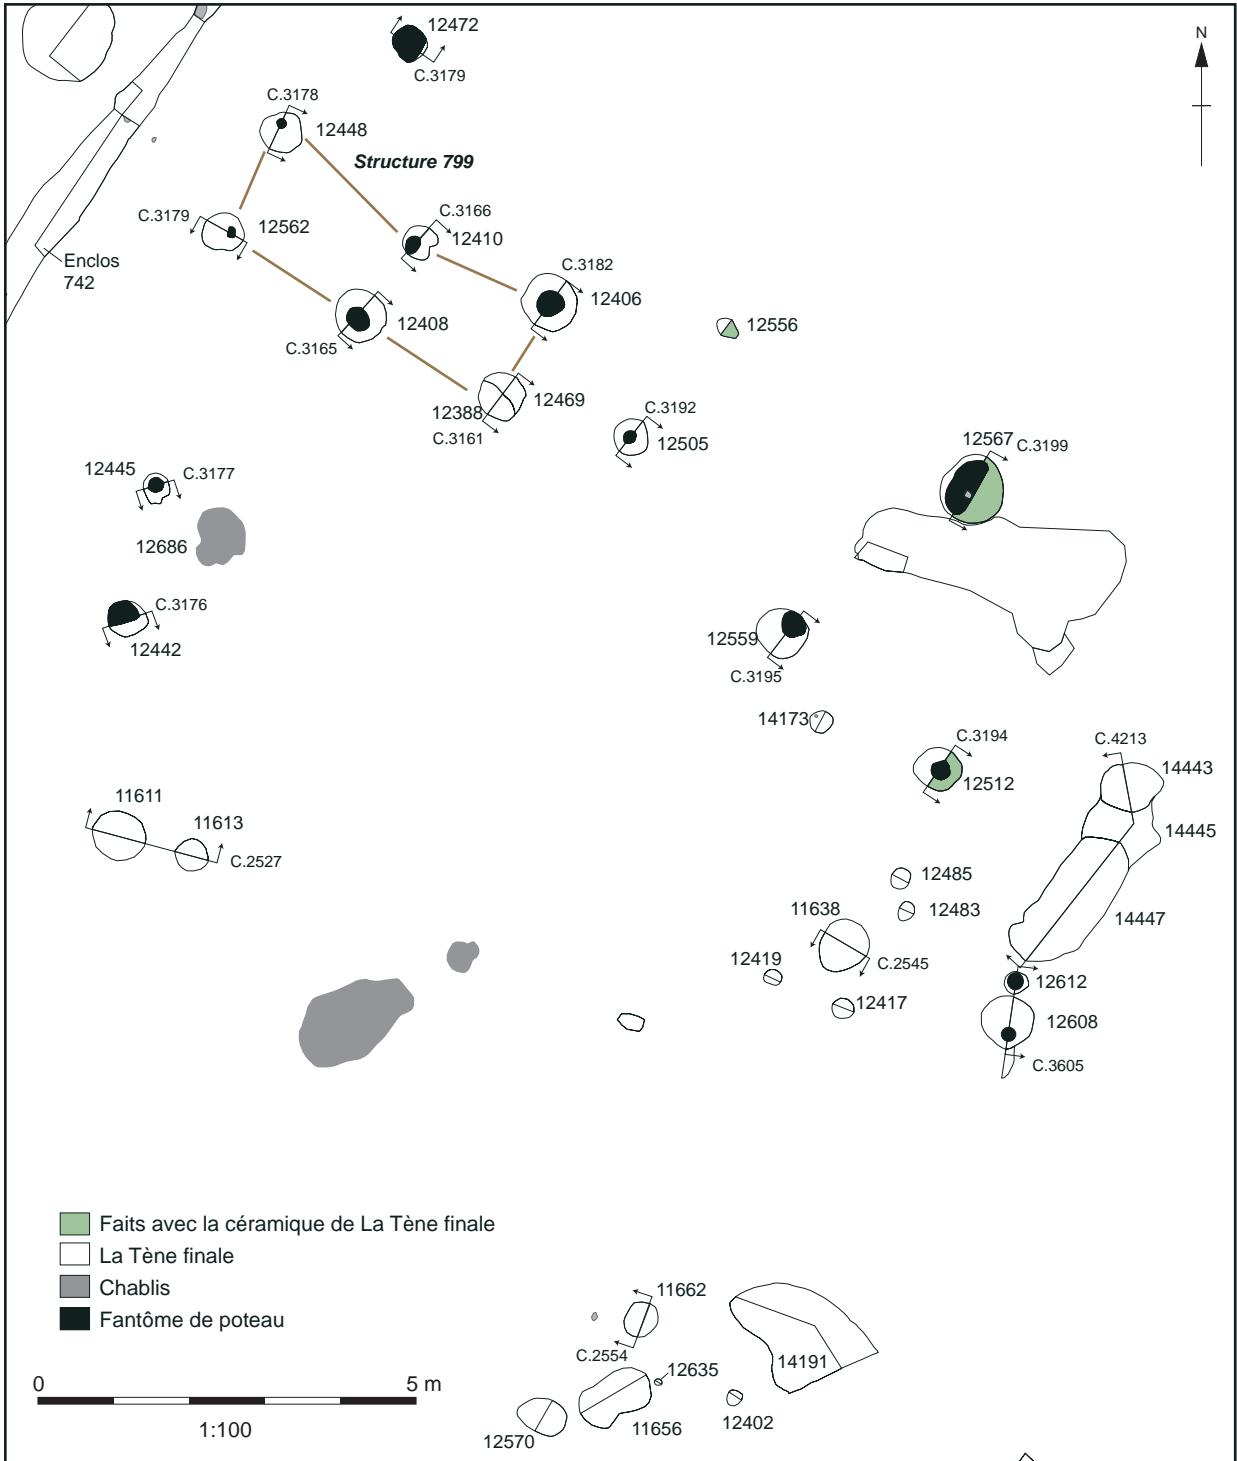 12472
N
C.3179
C.3178
12448
Structure 799
C.3179
12562
C.3166
12410
Enclos
742
C.3182
12406
12408
C.3165
12556
12469
12388
C.3161
C.3192
12505
12567
C.3199
12445
C.3177
12686
C.3176
12442
12559
C.3195
14173
C.3194
12512
C.4213
14443
14445
11611
11613
C.2527
12485
12483
14447
11638
C.2545
12419
12417
12612
12608
C.3605
Faits avec la céramique de La Tène finale
La Tène finale
Chablis
Fantôme de poteau
11662
C.2554
12635
14191
12402
11656
12570
0
5 m
1:100